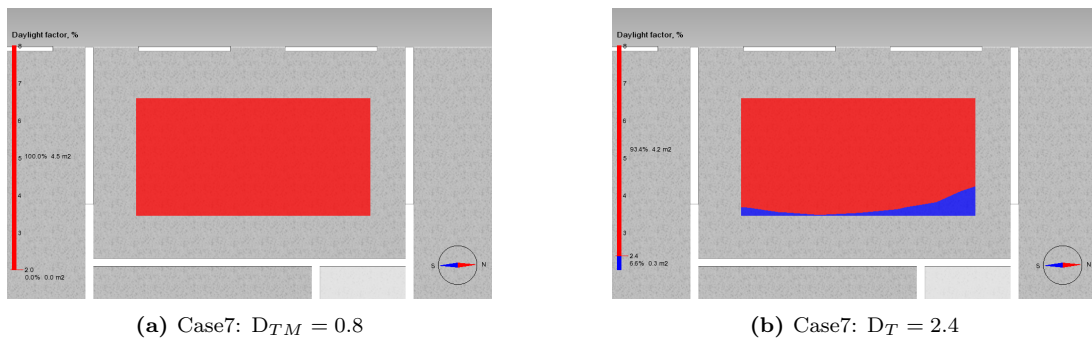 Daylight factor, %
8
7
6
100.0% 4.5 m2
5
4
3
2.0
0.0% 0.0 m2
S N
(a) Case7: D_{TM} = 0.8
Daylight factor, %
8
7
6
93.4% 4.2 m2
5
4
3
2.4
6.6% 0.3 m2
S N
(b) Case7: D_T = 2.4